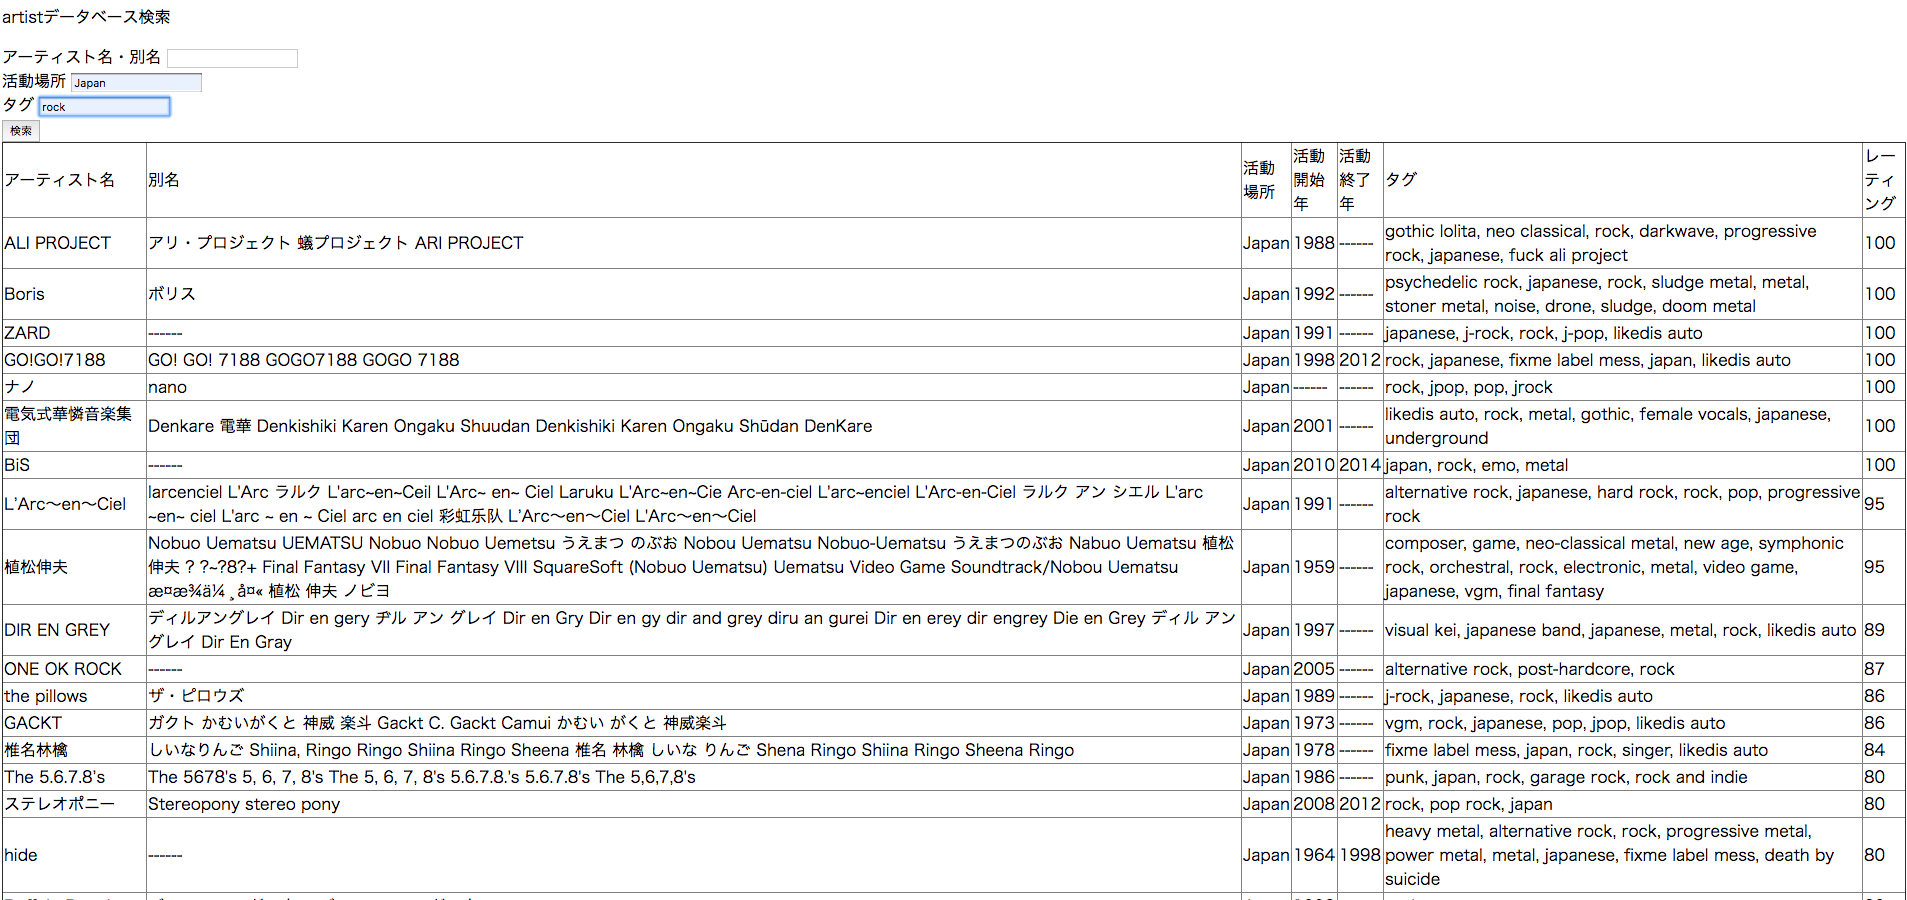 artistデータベース検索
アーティスト名・別名
活動場所 Japan
タグ rock
検索
アーティスト名 別名 活動場所 活動開始年 活動終了年 タグ レーティング
ALI PROJECT アリ・プロジェクト 蟻プロジェクト ARI PROJECT Japan 1988 ------ gothic lolita, neo classical, rock, darkwave, progressive rock, japanese, fuck ali project 100
Boris ボリス Japan 1992 ------ psychedelic rock, japanese, rock, sludge metal, metal, stoner metal, noise, drone, sludge, doom metal 100
ZARD ------ Japan 1991 ------ japanese, j-rock, rock, j-pop, likedis auto 100
GO!GO!7188 GO! GO! 7188 GOGO7188 GOGO 7188 Japan 1998 2012 rock, japanese, fixme label mess, japan, likedis auto 100
ナノ nano Japan ------ ------ rock, jpop, pop, jrock 100
電気式華憐音楽集団 Denkare 電華 Denkishiki Karen Ongaku Shuudan Denkishiki Karen Ongaku Shūdan DenKare Japan 2001 ------ likedis auto, rock, metal, gothic, female vocals, japanese, underground 100
BiS ------ Japan 2010 2014 japan, rock, emo, metal 100
L'Arc〜en〜Ciel larcenciel L'Arc ラルク L'arc~en~Ceil L'Arc~ en~ Ciel Laruku L'Arc~en~Cie Arc-en-ciel L'arc~enciel L'Arc-en-Ciel ラルク アン シエル L'arc ~en~ ciel L'arc ~ en ~ Ciel arc en ciel 彩虹乐队 L'Arc〜en〜Ciel L'Arc〜en〜Ciel Japan 1991 ------ alternative rock, japanese, hard rock, rock, pop, progressive rock 95
植松伸夫 Nobuo Uematsu UEMATSU Nobuo Nobuo Uemetsu うえまつ のぶお Nobou Uematsu Nobuo-Uematsu うえまつのぶお Nabuo Uematsu 植松 伸夫 ? ?~?8?+ Final Fantasy VII Final Fantasy VIII SquareSoft (Nobuo Uematsu) Uematsu Video Game Soundtrack/Nobou Uematsu æ¤æ¾ä¼¸å¤« 植松 伸夫 ノビヨ Japan 1959 ------ composer, game, neo-classical metal, new age, symphonic rock, orchestral, rock, electronic, metal, video game, japanese, vgm, final fantasy 95
DIR EN GREY ディルアングレイ Dir en gery ヂル アン グレイ Dir en Gry Dir en gy dir and grey diru an gurei Dir en erey dir engrey Die en Grey ディル アン グレイ Dir En Gray Japan 1997 ------ visual kei, japanese band, japanese, metal, rock, likedis auto 89
ONE OK ROCK ------ Japan 2005 ------ alternative rock, post-hardcore, rock 87
the pillows ザ・ピロウズ Japan 1989 ------ j-rock, japanese, rock, likedis auto 86
GACKT ガクト かむいがくと 神威 楽斗 Gackt C. Gackt Camui かむい がくと 神威楽斗 Japan 1973 ------ vgm, rock, japanese, pop, jpop, likedis auto 86
椎名林檎 しいなりんご Shiina, Ringo Ringo Shiina Ringo Sheena 椎名 林檎 しいな りんご Shena Ringo Shiina Ringo Sheena Ringo Japan 1978 ------ fixme label mess, japan, rock, singer, likedis auto 84
The 5.6.7.8's The 5678's 5, 6, 7, 8's The 5, 6, 7, 8's 5.6.7.8.'s 5.6.7.8's The 5,6,7,8's Japan 1986 ------ punk, japan, rock, garage rock, rock and indie 80
ステレオポニー Stereopony stereo pony Japan 2008 2012 rock, pop rock, japan 80
hide ------ Japan 1964 1998 heavy metal, alternative rock, rock, progressive metal, power metal, metal, japanese, fixme label mess, death by suicide 80